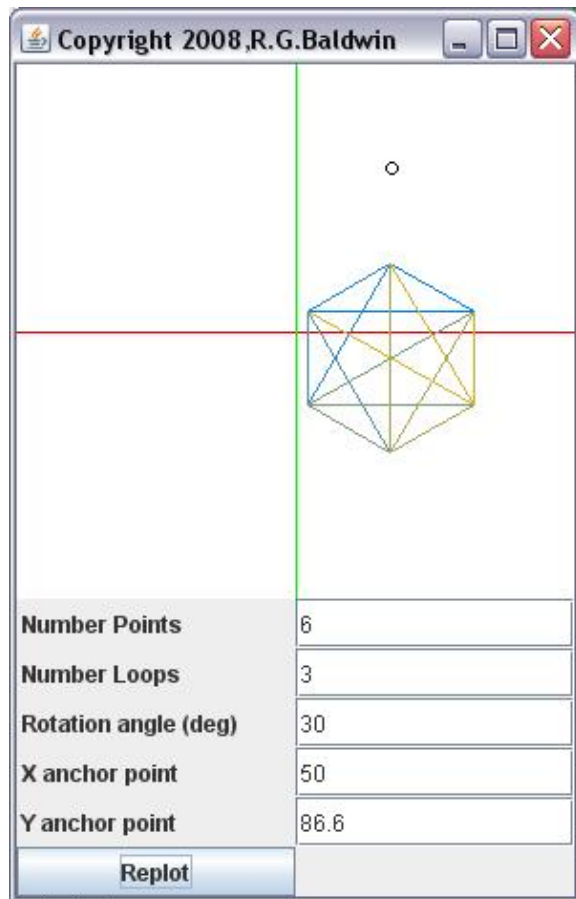 Copyright 2008,R.G.Baldwin
Number Points 6
Number Loops 3
Rotation angle (deg) 30
X anchor point 50
Y anchor point 86.6
Replot